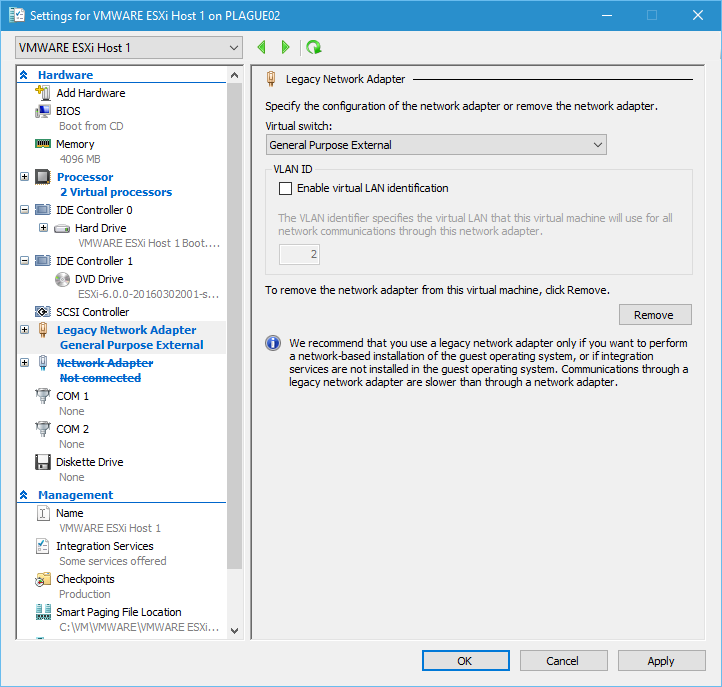 Settings for VMWARE ESXi Host 1 on PLAGUE02
VMWARE ESXi Host 1
Hardware
Add Hardware
BIOS
Boot from CD
Memory
4096 MB
Processor
2 Virtual processors
IDE Controller 0
Hard Drive
VMWARE ESXi Host 1 Boot....
IDE Controller 1
DVD Drive
ESXi-6.0.0-20160302001-s...
SCSI Controller
Legacy Network Adapter
General Purpose External
Network Adapter
Not connected
COM 1
None
COM 2
None
Diskette Drive
None
Management
Name
VMWARE ESXi Host 1
Integration Services
Some services offered
Checkpoints
Production
Smart Paging File Location
C:\VM\VMWARE\VMWARE ESXi...
Legacy Network Adapter
Specify the configuration of the network adapter or remove the network adapter.
Virtual switch:
General Purpose External
VLAN ID
Enable virtual LAN identification
The VLAN identifier specifies the virtual LAN that this virtual machine will use for all
network communications through this network adapter.
2
To remove the network adapter from this virtual machine, click Remove.
Remove
We recommend that you use a legacy network adapter only if you want to perform
a network-based installation of the guest operating system, or if integration
services are not installed in the guest operating system. Communications through a
legacy network adapter are slower than through a network adapter.
OK
Cancel
Apply